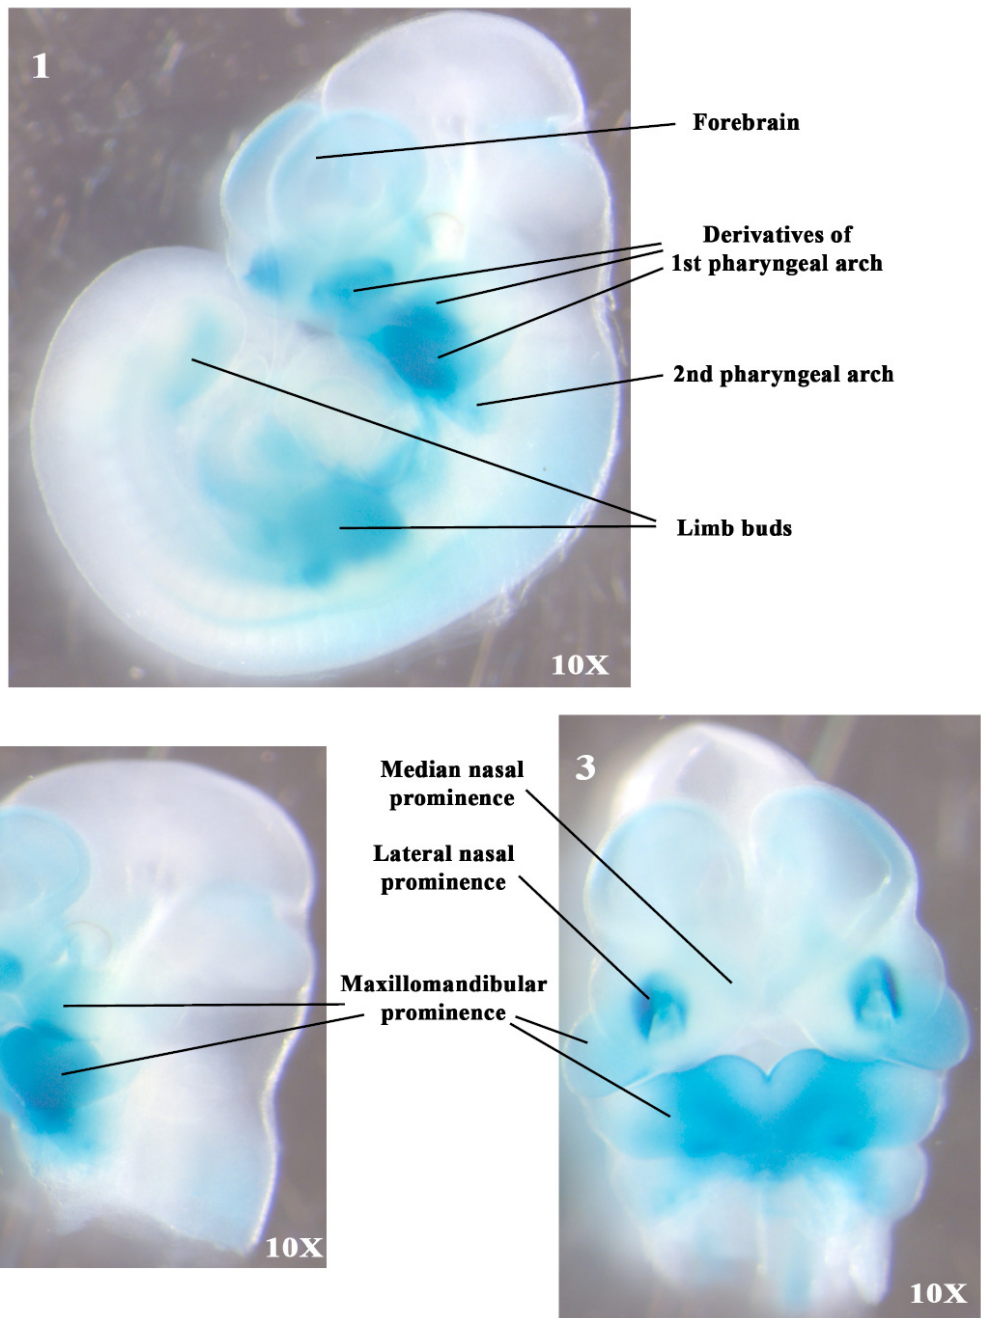 1
Forebrain
Derivatives of
1st pharyngeal arch
2nd pharyngeal arch
Limb buds
10X
Median nasal
prominence
Lateral nasal
prominence
Maxillomandibular
prominence
10X
3
10X